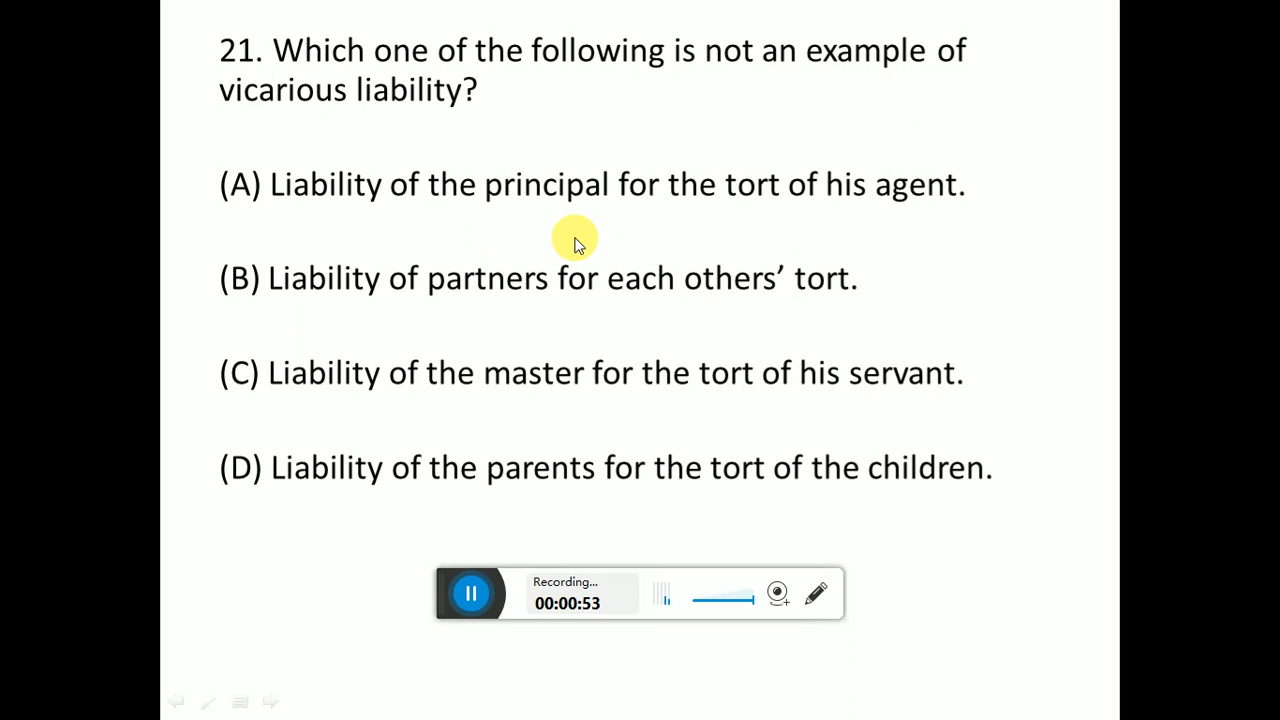 21. Which one of the following is not an example of
vicarious liability?
(A) Liability of the principal for the tort of his agent.
(B) Liability of partners for each others’ tort.
(C) Liability of the master for the tort of his servant.
(D) Liability of the parents for the tort of the children.
Recording...
00:00:53